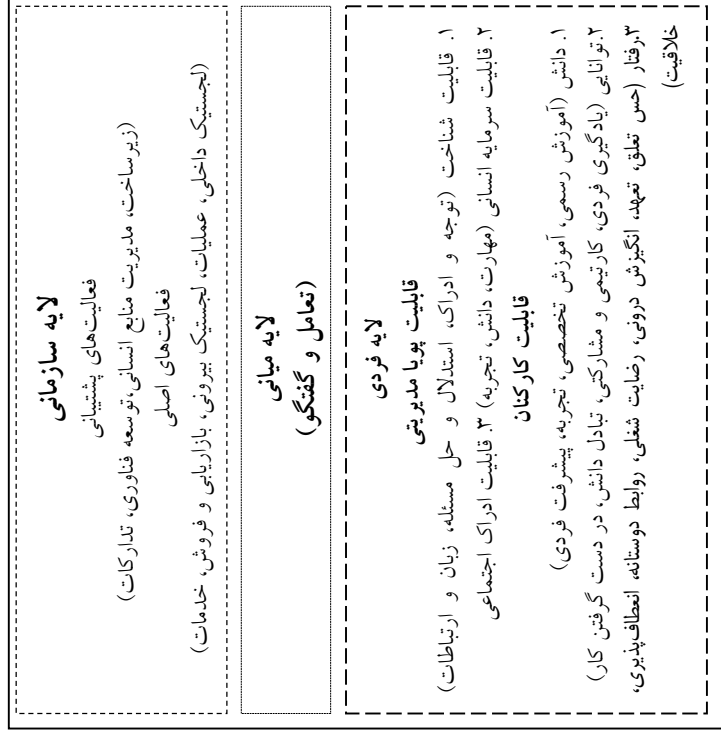 لایه سازمانی
فعالیت‌های پشتیبانی
(زیرساخت، مدیریت منابع انسانی،توسعه فناوری، تدارکات)
فعالیت‌های اصلی
(لجستیک داخلی، عملیات، لجستیک بیرونی، بازاریابی و فروش، خدمات)
لایه میانی
(تعامل و گفتگو)
لایه فردی
قابلیت پویا مدیریتی
۱. قابلیت شناخت (توجه و ادراک، استدلال و حل مسئله، زبان و ارتباطات)
۲. قابلیت سرمایه انسانی (مهارت، دانش، تجربه) ۳. قابلیت ادراک اجتماعی
قابلیت کارکنان
۱. دانش (آموزش رسمی، آموزش تخصصی، تجربه، پیشرفت فردی)
۲.توانایی (یادگیری فردی، کارتیمی و مشارکتی، تبادل دانش، در دست گرفتن کار)
۳.رفتار (حس تعلق، تعهد، انگیزش درونی، رضایت شغلی، روابط دوستانه، انعطاف‌پذیری،
خلاقیت)